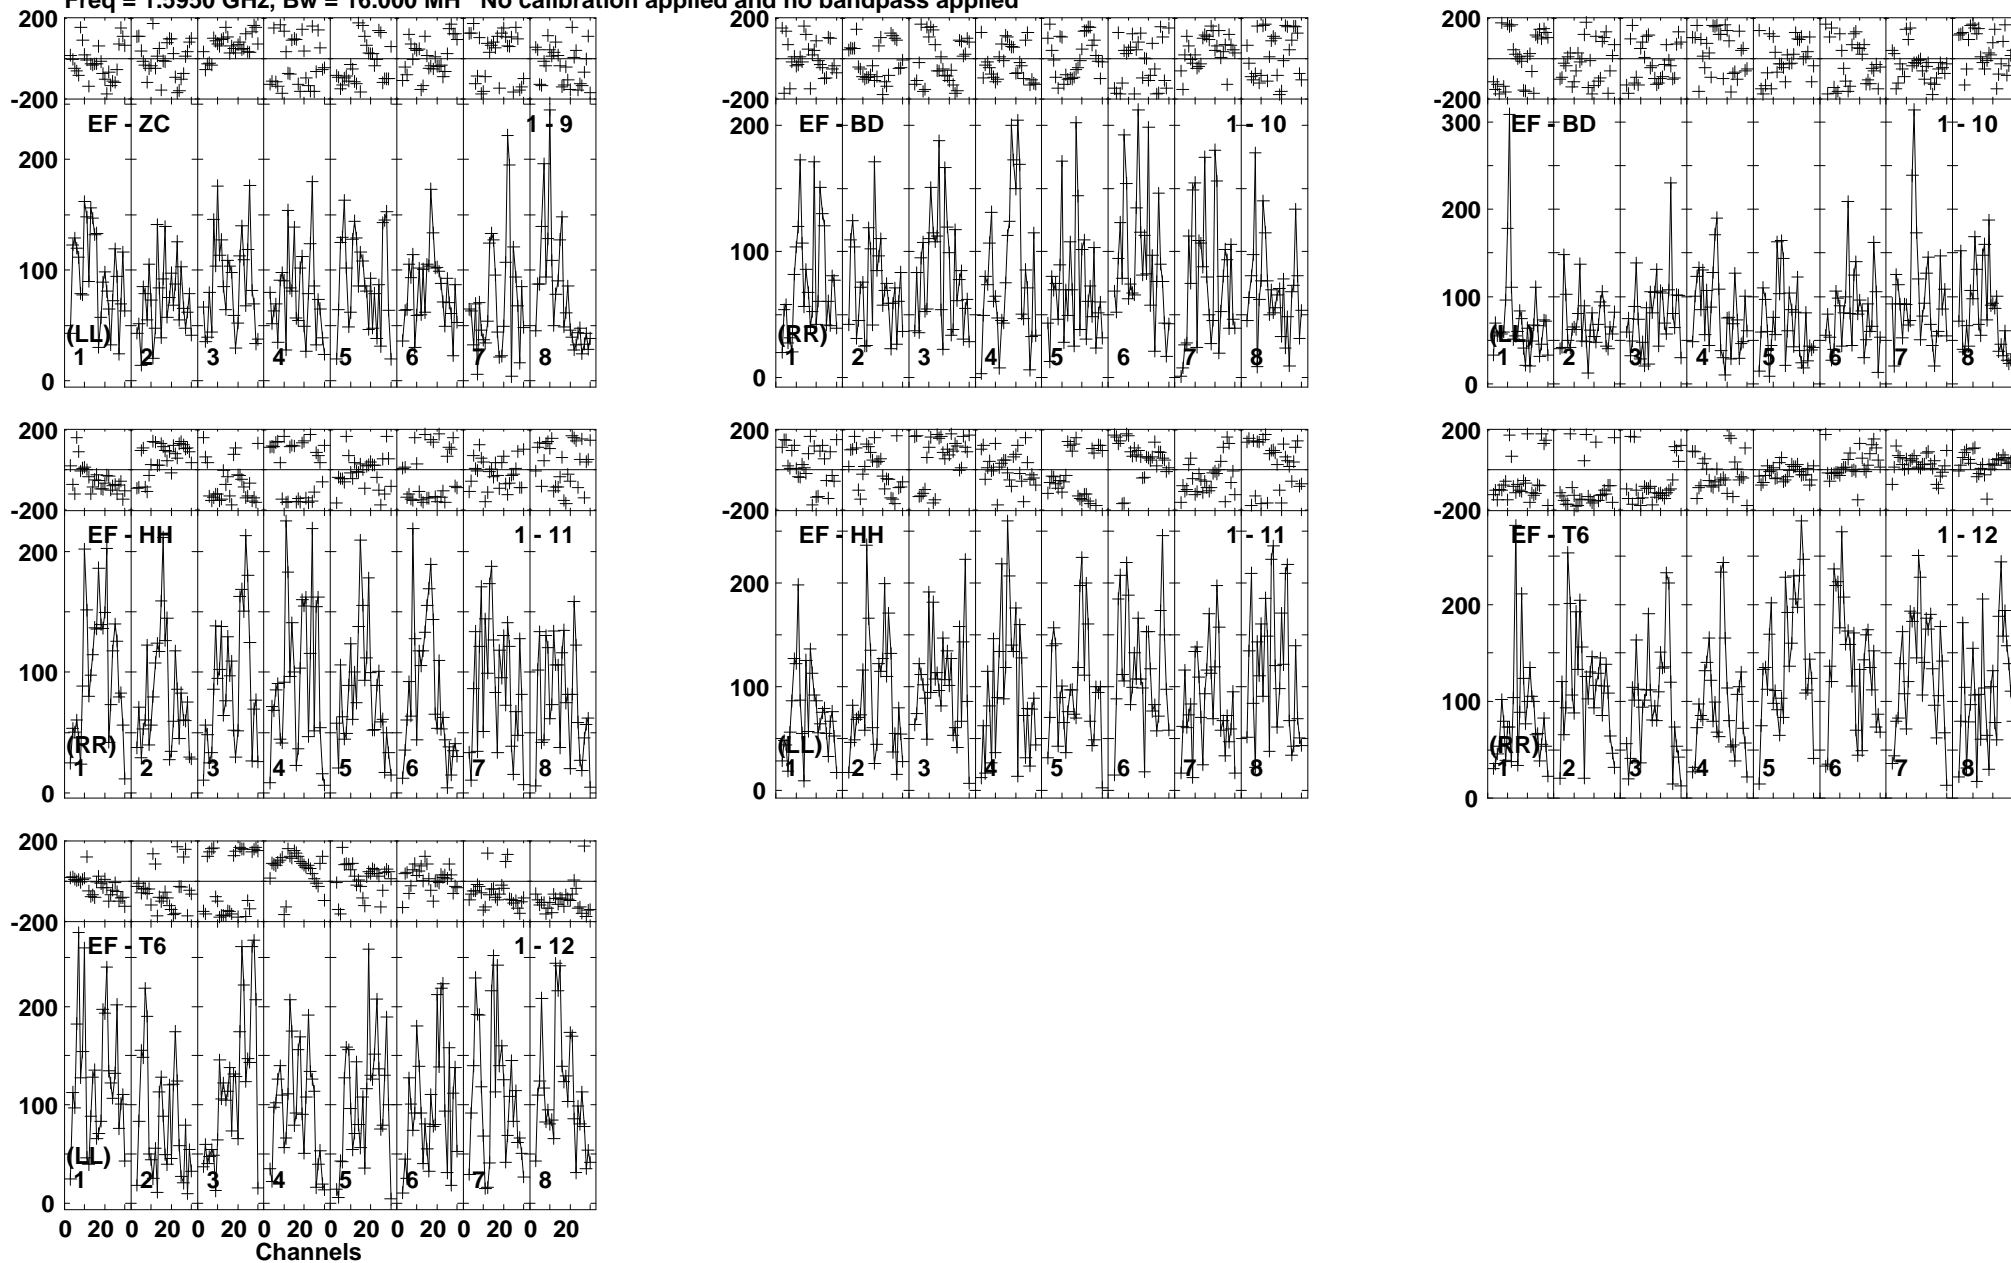 Freq = 1.5950 GHz, Bw = 16.000 MH No calibration applied and no bandpass applied
200
-200
EF - ZC 1 - 9
200
100
0
(LL)
1 2 3 4 5 6 7 8
200
-200
EF - BD 1 - 10
200
100
0
(RR)
1 2 3 4 5 6 7 8
200
-200
EF - BD 1 - 10
300
200
100
0
(LL)
1 2 3 4 5 6 7 8
200
-200
EF - HH 1 - 11
200
100
0
(RR)
1 2 3 4 5 6 7 8
200
-200
EF - HH 1 - 11
200
100
0
(LL)
1 2 3 4 5 6 7 8
200
-200
EF - T6 1 - 12
200
100
0
(RR)
1 2 3 4 5 6 7 8
200
-200
EF - T6 1 - 12
200
100
0
(LL)
1 2 3 4 5 6 7 8
0 20 0 20 0 20 0 20 0 20 0 20 0 20 0 20
Channels